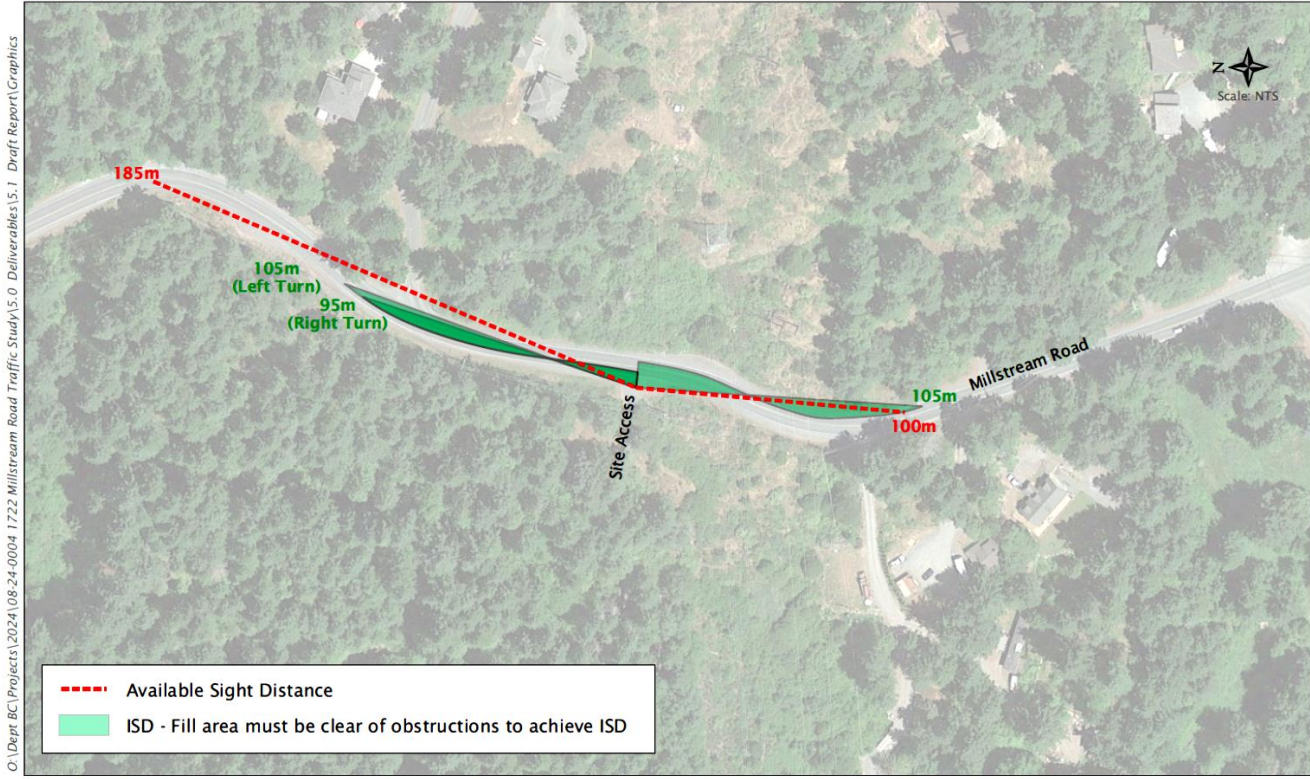 O:\Dept BC\Projects\2024\08-24-0004 1722 Millstream Road Traffic Study\5.0 Deliverables\5.1 Draft Report\Graphics
N
Scale: NTS
185m
105m
(Left Turn)
95m
(Right Turn)
Site Access
Millstream Road
105m
100m
Available Sight Distance
ISD - Fill area must be clear of obstructions to achieve ISD